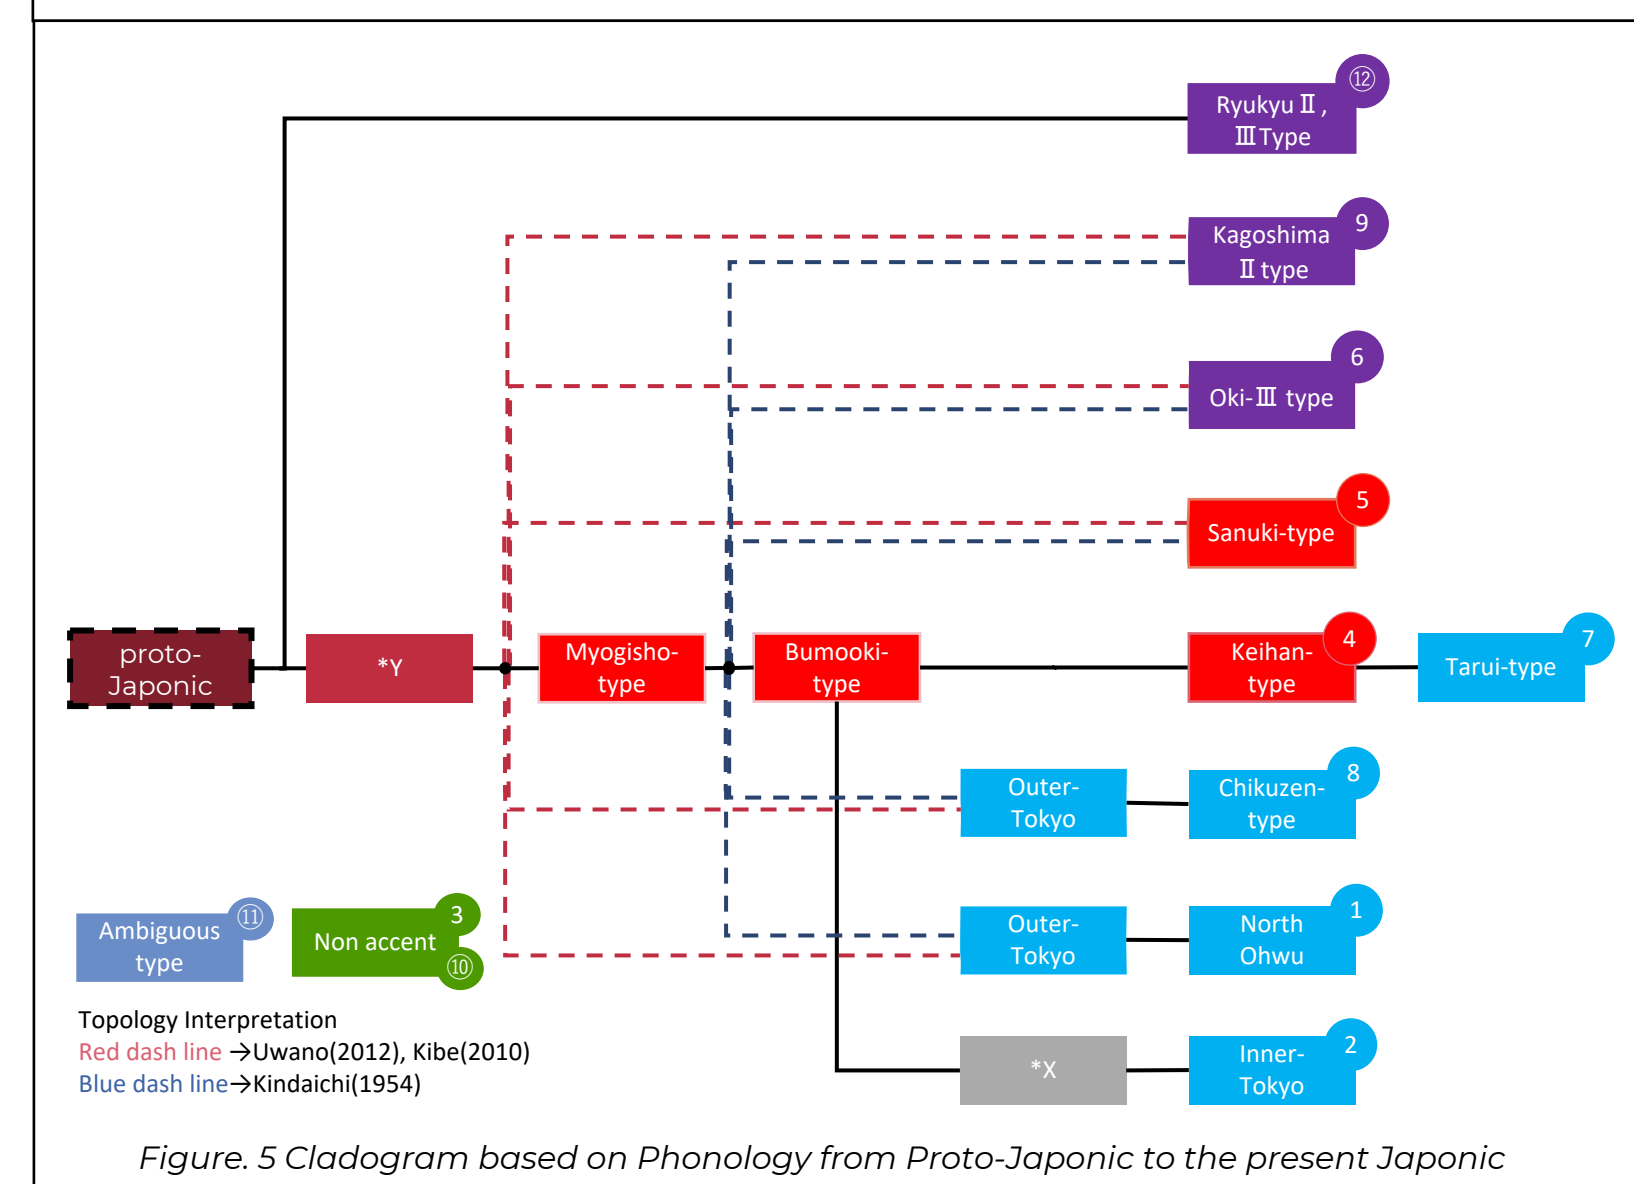 ⑫
Ryukyu Ⅱ ,
Ⅲ Type
9
Kagoshima
Ⅱ type
6
Oki-Ⅲ type
5
Sanuki-type
proto-
Japonic
*Y
Myogisho-
type
Bumooki-
type
4
Keihan-
type
7
Tarui-type
Outer-
Tokyo
8
Chikuzen-
type
Outer-
Tokyo
1
North
Ohwu
*X
2
Inner-
Tokyo
⑪
Ambiguous
type
3
Non accent
⑩
Topology Interpretation
Red dash line →Uwano(2012), Kibe(2010)
Blue dash line→Kindaichi(1954)
Figure. 5 Cladogram based on Phonology from Proto-Japonic to the present Japonic